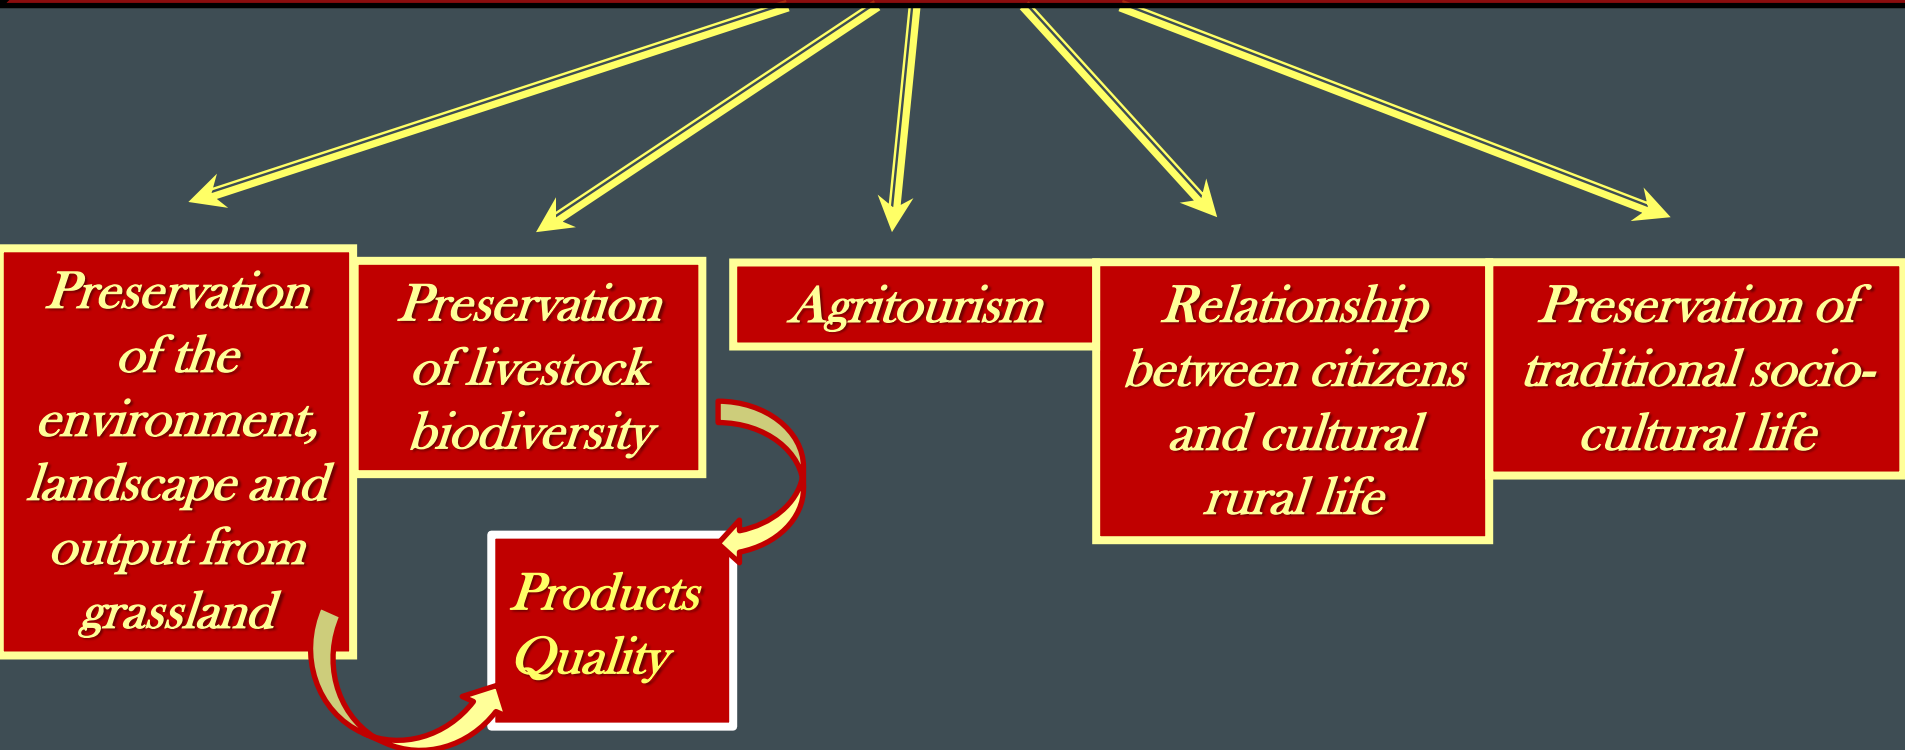 Preservation
of the
environment,
landscape and
output from
grassland
Preservation
of livestock
biodiversity
Agritourism
Relationship
between citizens
and cultural
rural life
Preservation of
traditional socio-
cultural life
Products
Quality